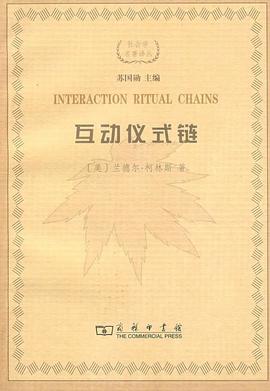 社会学
名著译丛
苏国勋 主编
INTERACTION RITUAL CHAINS
互动仪式链
〔美〕兰德尔·柯林斯 著
商务印书馆
THE COMMERCIAL PRESS